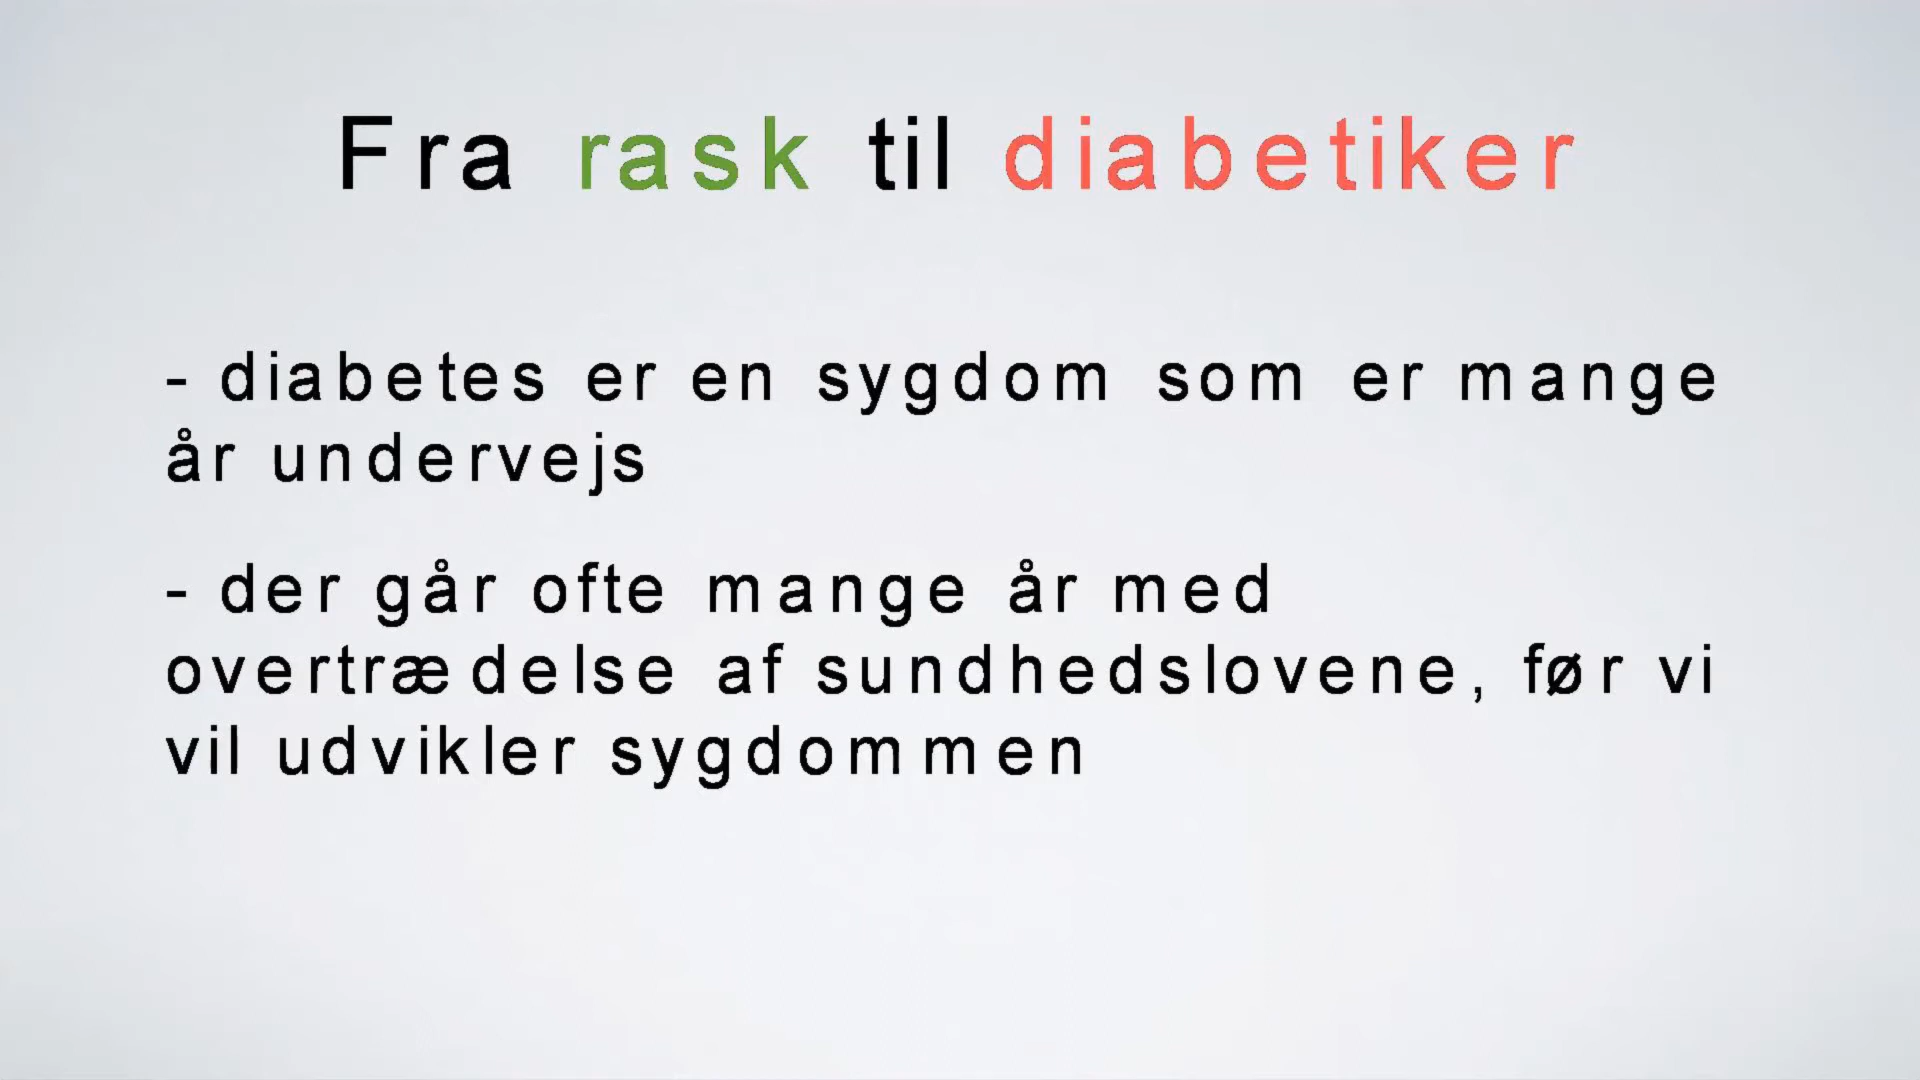 Fra rask til diabetiker
- diabetes er en sygdom som er mange
år undervejs
- der går ofte mange år med
overtrædelse af sundhedslovene, før vi
vil udvikler sygdommen